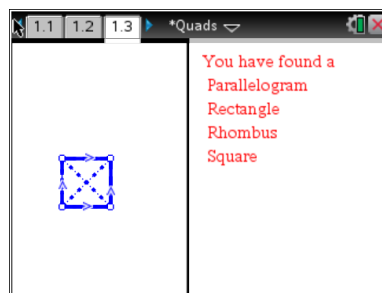 1.1 1.2 1.3 *Quads
You have found a
Parallelogram
Rectangle
Rhombus
Square